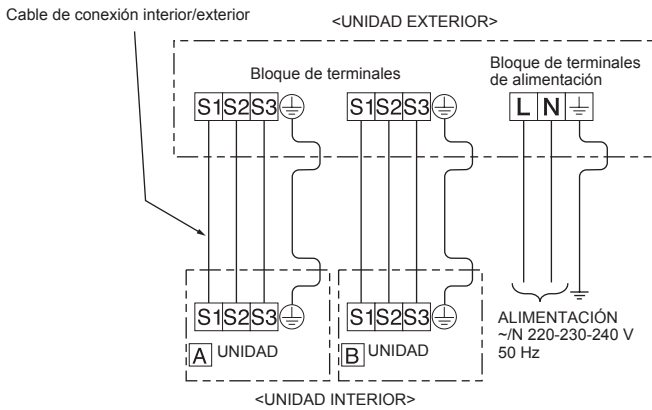 Cable de conexión interior/exterior
<UNIDAD EXTERIOR>
Bloque de terminales
Bloque de terminales
de alimentación
S1 S2 S3
S1 S2 S3
L N
S1 S2 S3
S1 S2 S3
A UNIDAD
B UNIDAD
ALIMENTACIÓN
~/N 220-230-240 V
50 Hz
<UNIDAD INTERIOR>